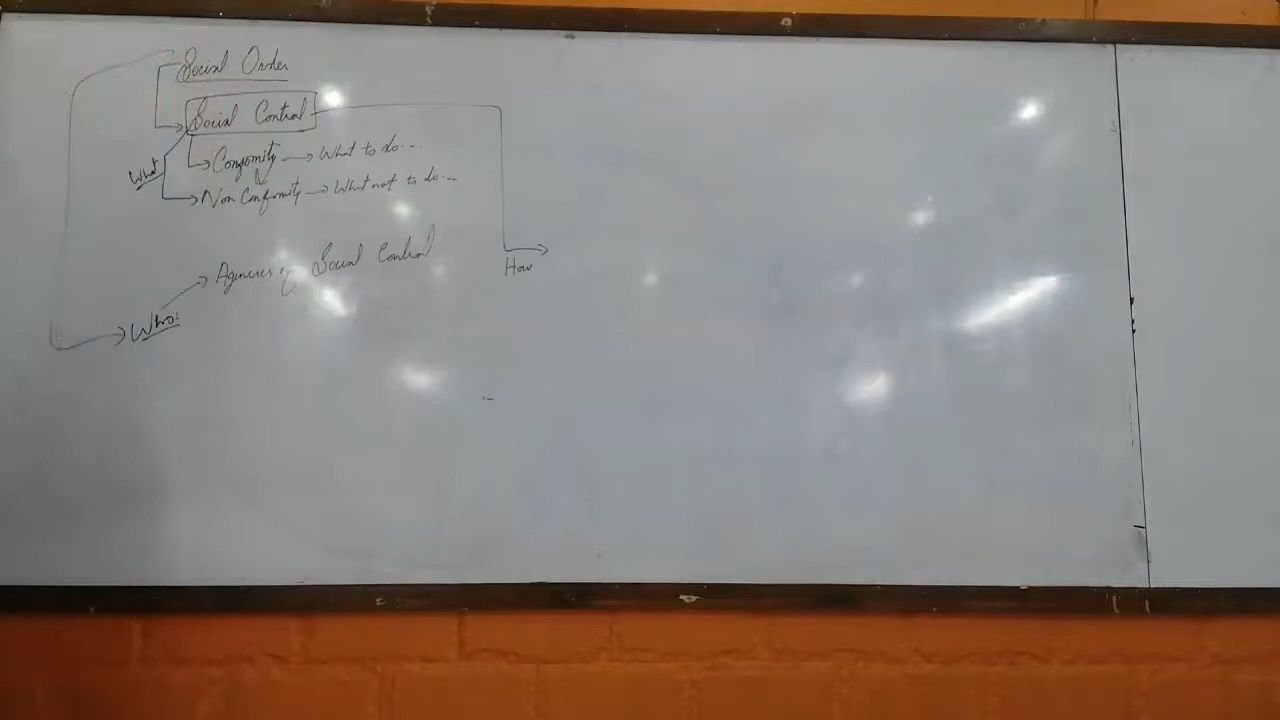 Social Order
Social Control
What
Conformity → What to do...
Non Conformity → What not to do...
Agencies of Social Control
How
Who: